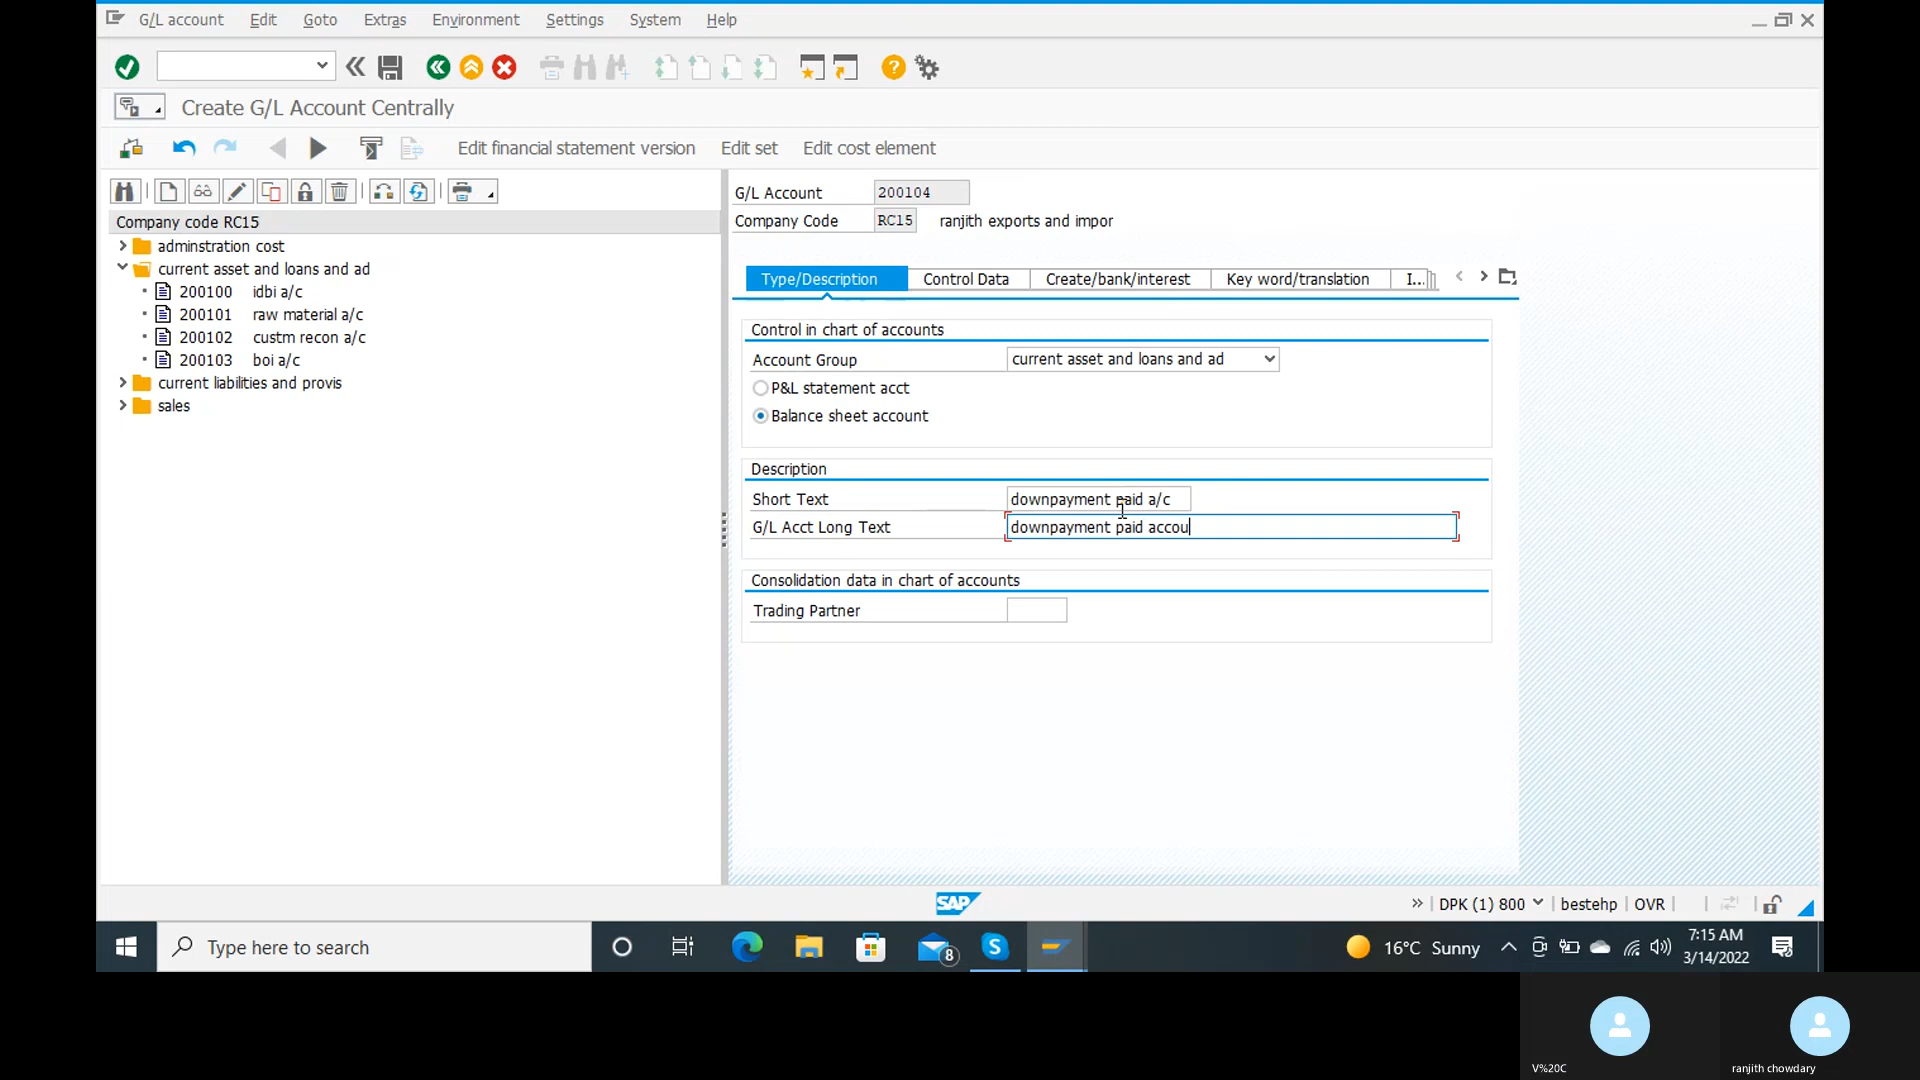 G/L account Edit Goto Extras Environment Settings System Help
Create G/L Account Centrally
Edit financial statement version Edit set Edit cost element
Company code RC15
adminstration cost
current asset and loans and ad
200100 idbi a/c
200101 raw material a/c
200102 custm recon a/c
200103 boi a/c
current liabilities and provis
sales
G/L Account 200104
Company Code RC15 ranjith exports and impor
Type/Description Control Data Create/bank/interest Key word/translation I...
Control in chart of accounts
Account Group current asset and loans and ad
P&L statement acct
Balance sheet account
Description
Short Text downpayment paid a/c
G/L Acct Long Text downpayment paid accou
Consolidation data in chart of accounts
Trading Partner
SAP
DPK (1) 800 bestehp OVR
Type here to search
8
S
16°C Sunny
7:15 AM
3/14/2022
V%20C
ranjith chowdary